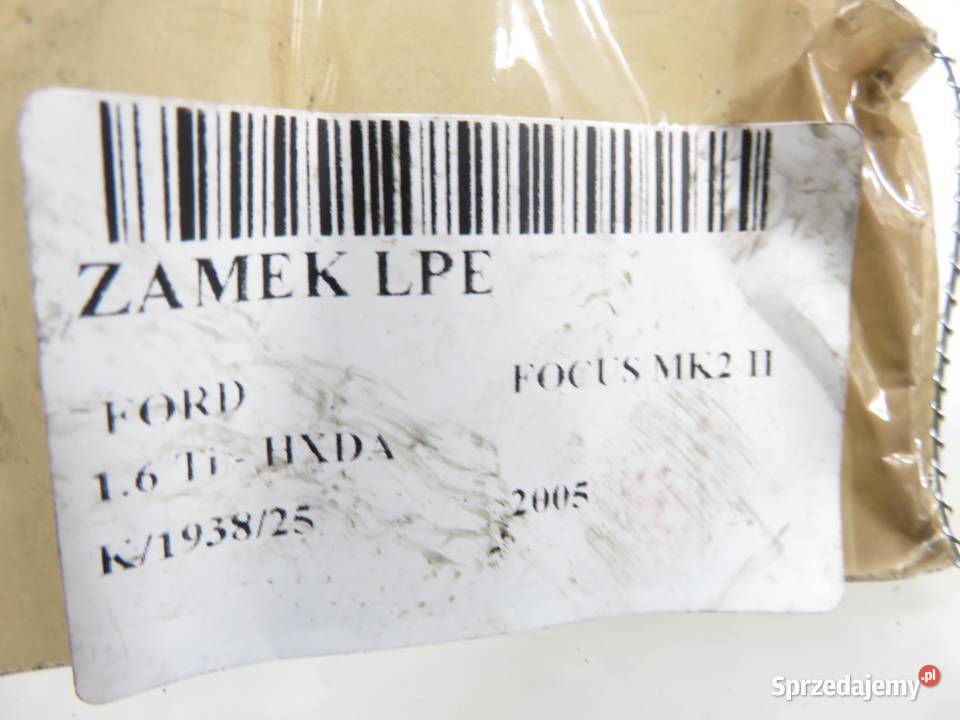 ZAMEK LPE
FORD FOCUS MK2 II
1.6 Ti - HXDA
K/1938/25 2005
Sprzedajemy.pl